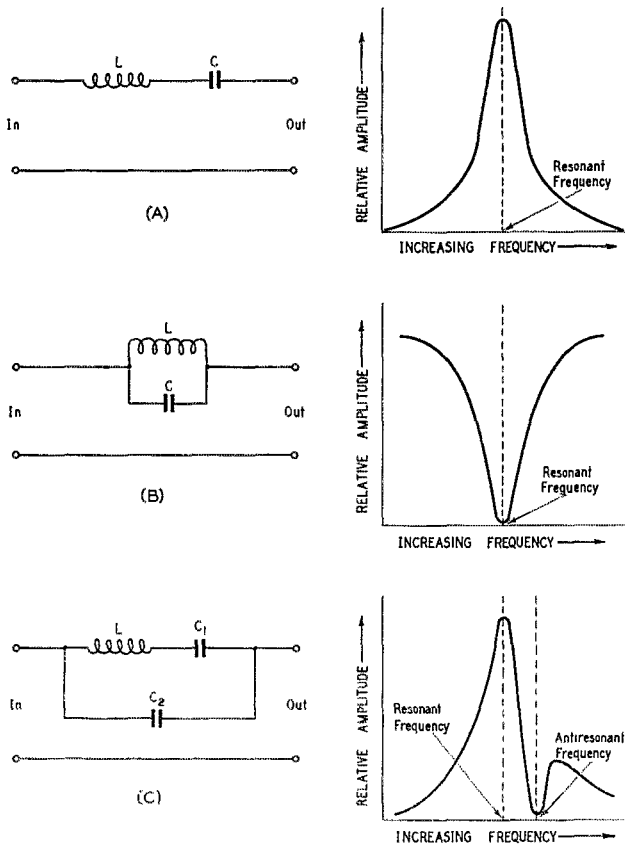 L
C
In
Out
(A)
RELATIVE AMPLITUDE
Resonant
Frequency
INCREASING FREQUENCY
L
C
In
Out
(B)
RELATIVE AMPLITUDE
Resonant
Frequency
INCREASING FREQUENCY
L
C1
C2
In
Out
(C)
RELATIVE AMPLITUDE
Resonant
Frequency
Antiresonant
Frequency
INCREASING FREQUENCY